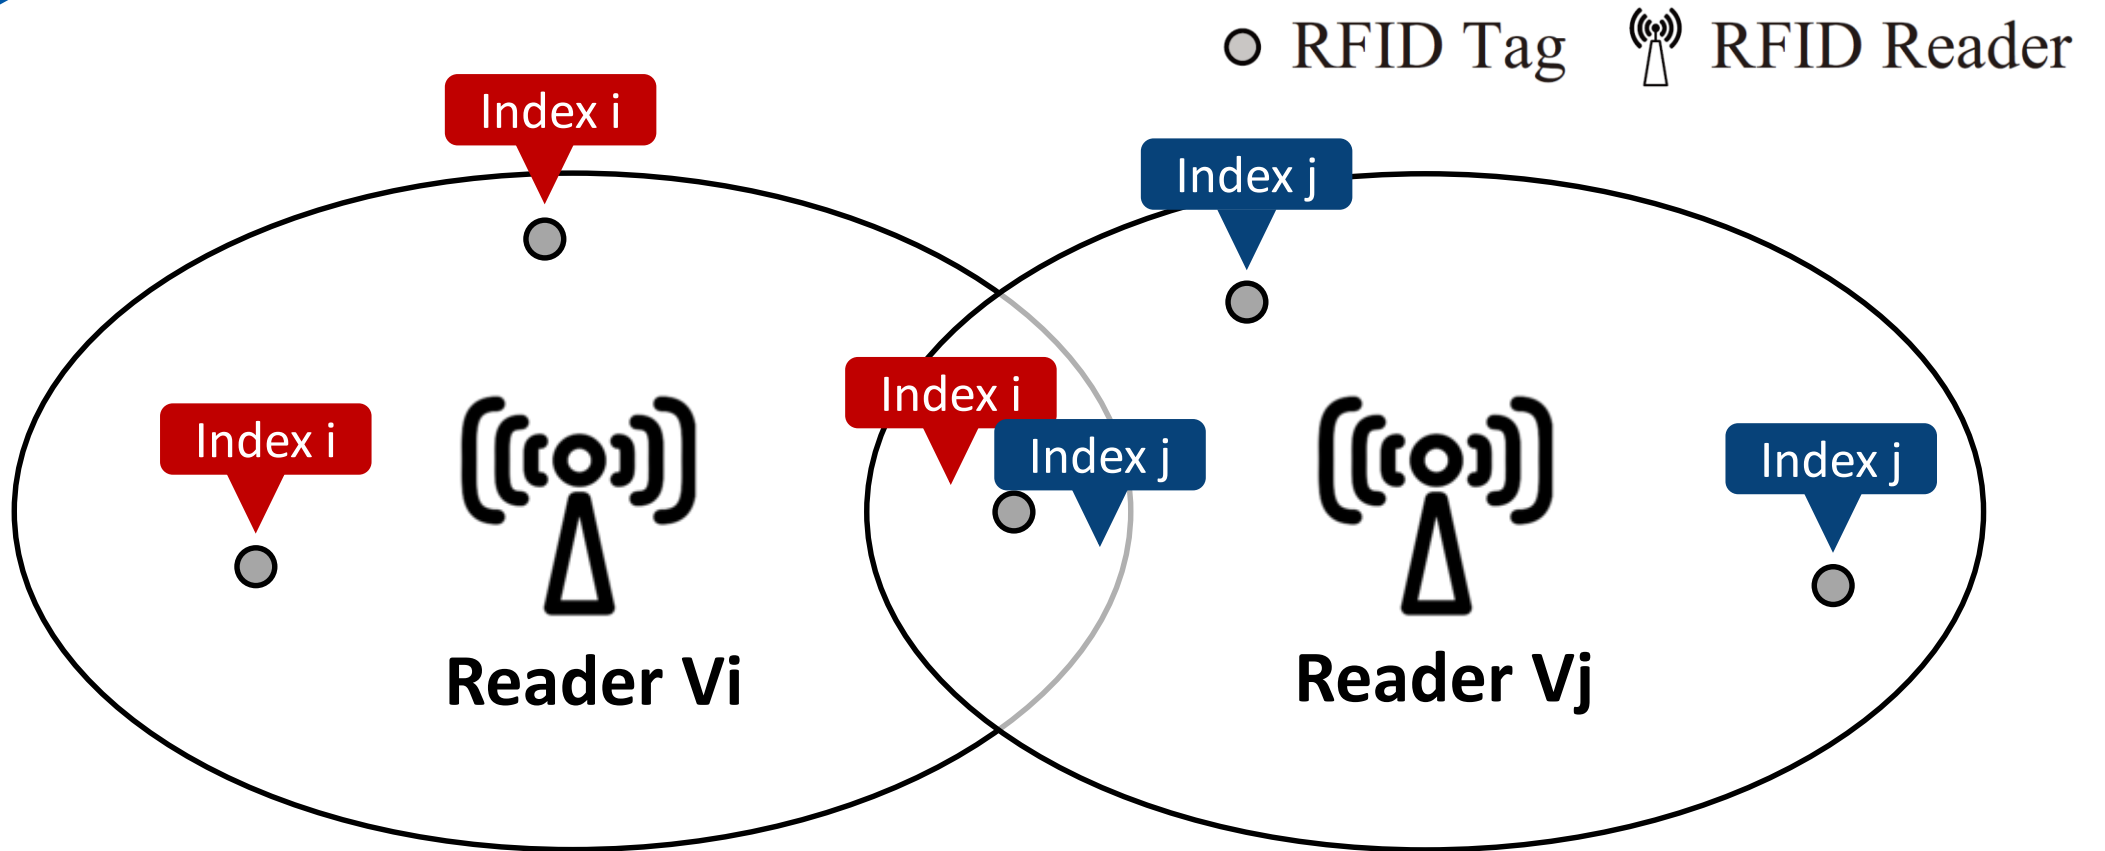 RFID Tag RFID Reader
Index i
Index j
Index i
Index i
Index j
Index j
Reader Vi
Reader Vj